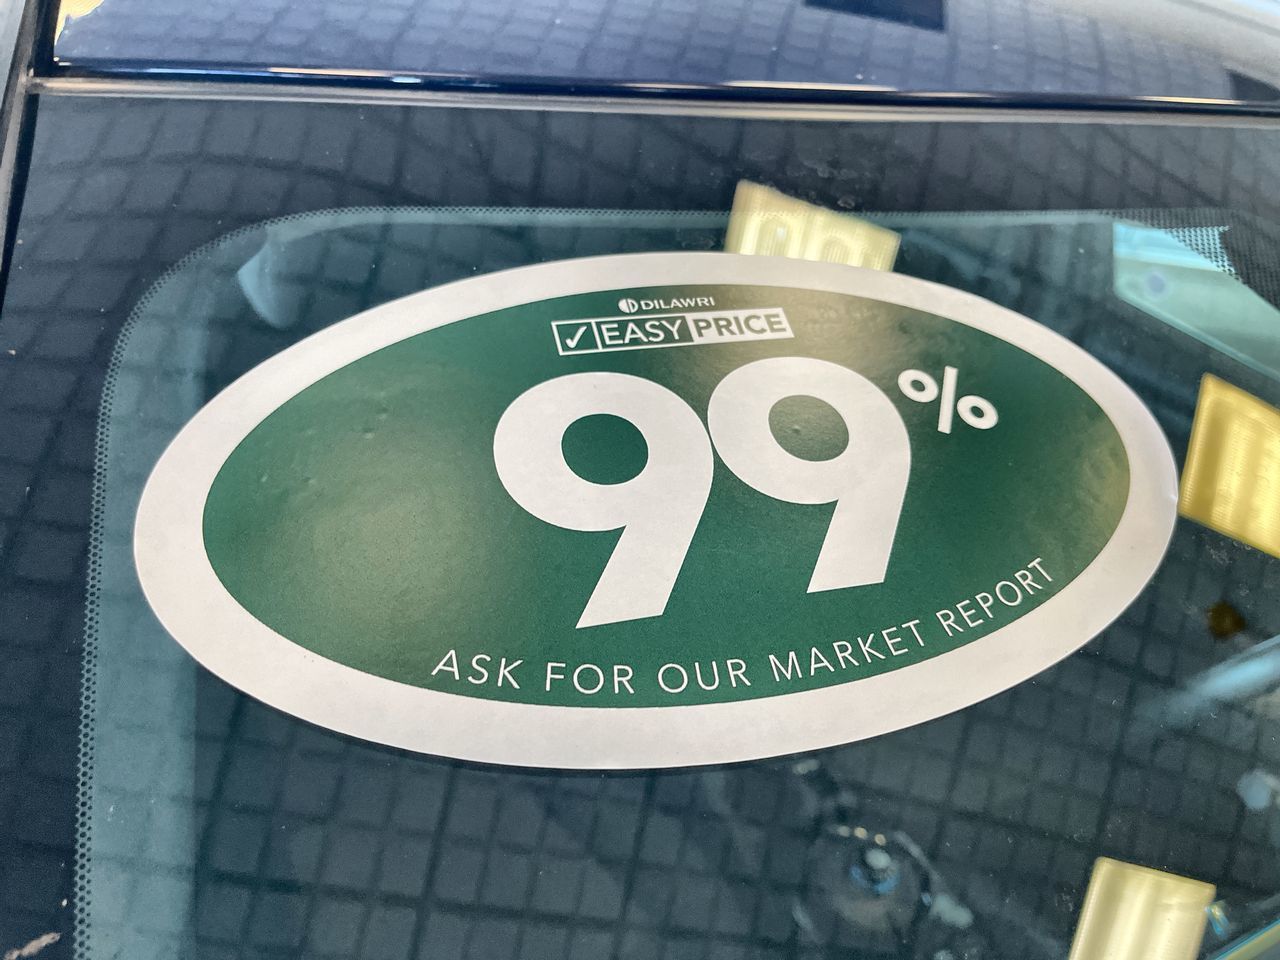 DILAWRI
✓ EASY PRICE
99%
ASK FOR OUR MARKET REPORT